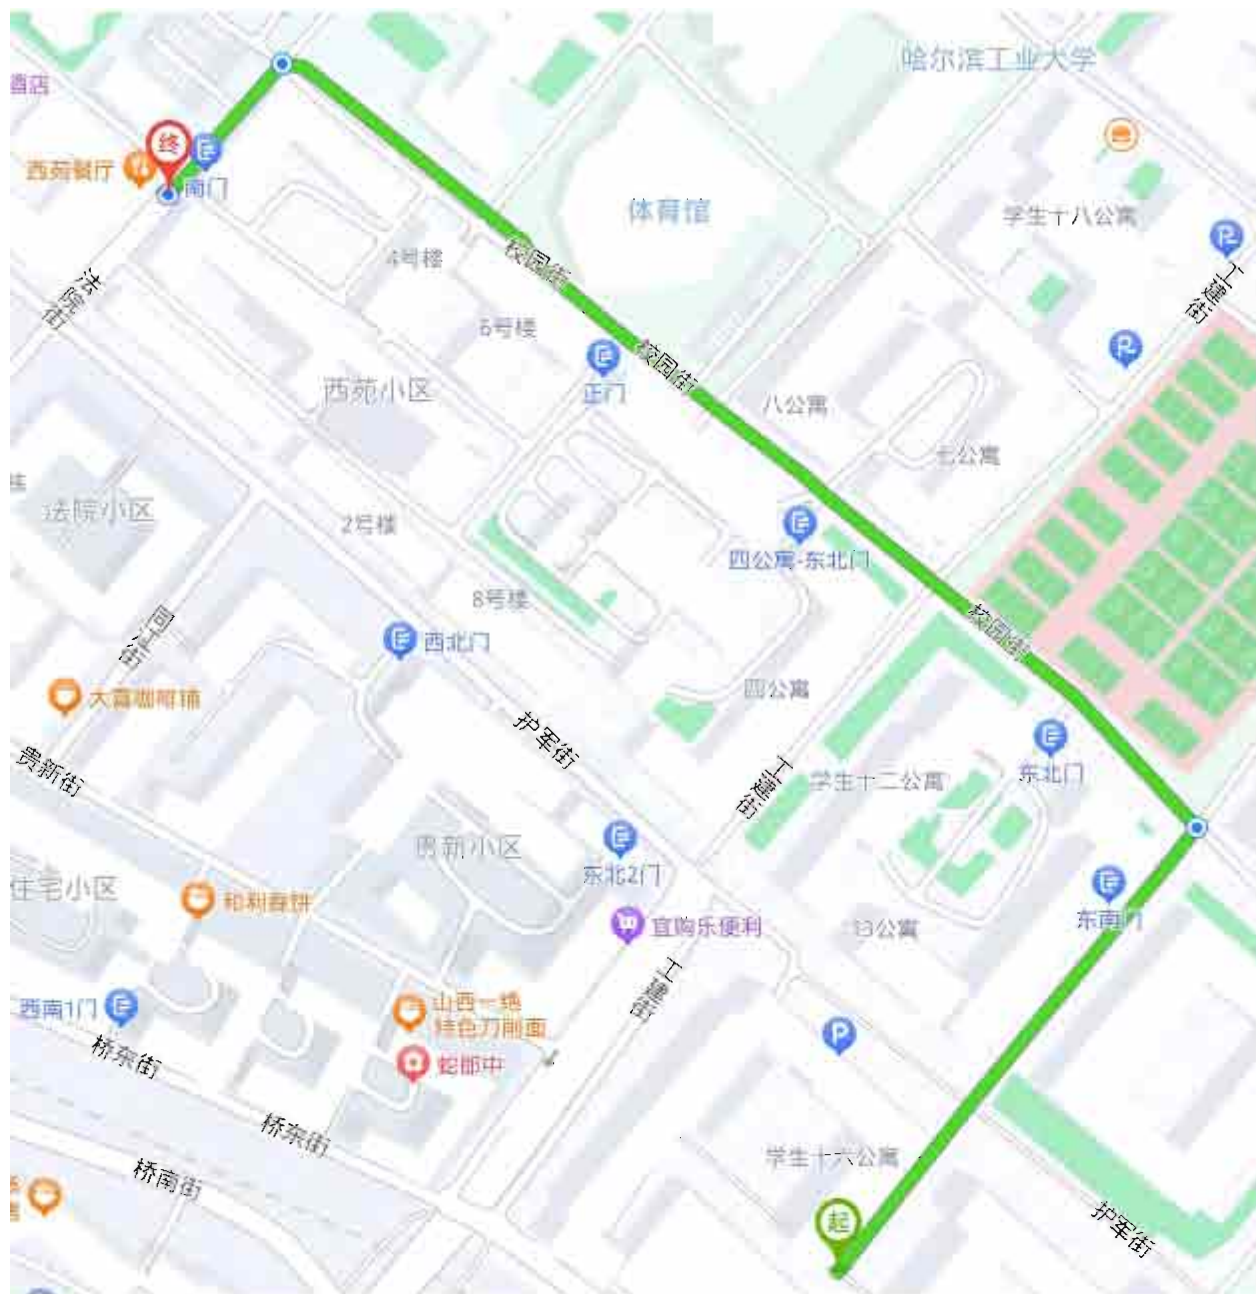 哈尔滨工业大学
酒店
终
西苑餐厅
南门
体育馆
学生十八公寓
4号楼
校园街
工建街
法院街
6号楼
校园街
正门
西苑小区
八公寓
七公寓
法院小区
2号楼
四公寓-东北门
8号楼
校园街
同江街
西北门
大喜咖啡铺
四公寓
护军街
东北门
贵新街
工建街
学生十二公寓
贵新小区
东北2门
住宅小区
和利春饼
东南门
宜购乐便利
13公寓
工建街
西南1门
山西一绝
特色刀削面
P
桥东街
蛇郎中
桥东街
学生十六公寓
桥南街
起
护军街